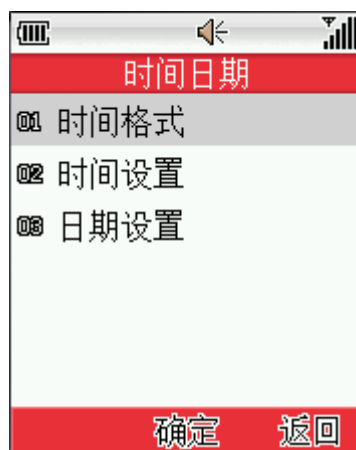 时间日期
01 时间格式
02 时间设置
03 日期设置
确定 返回